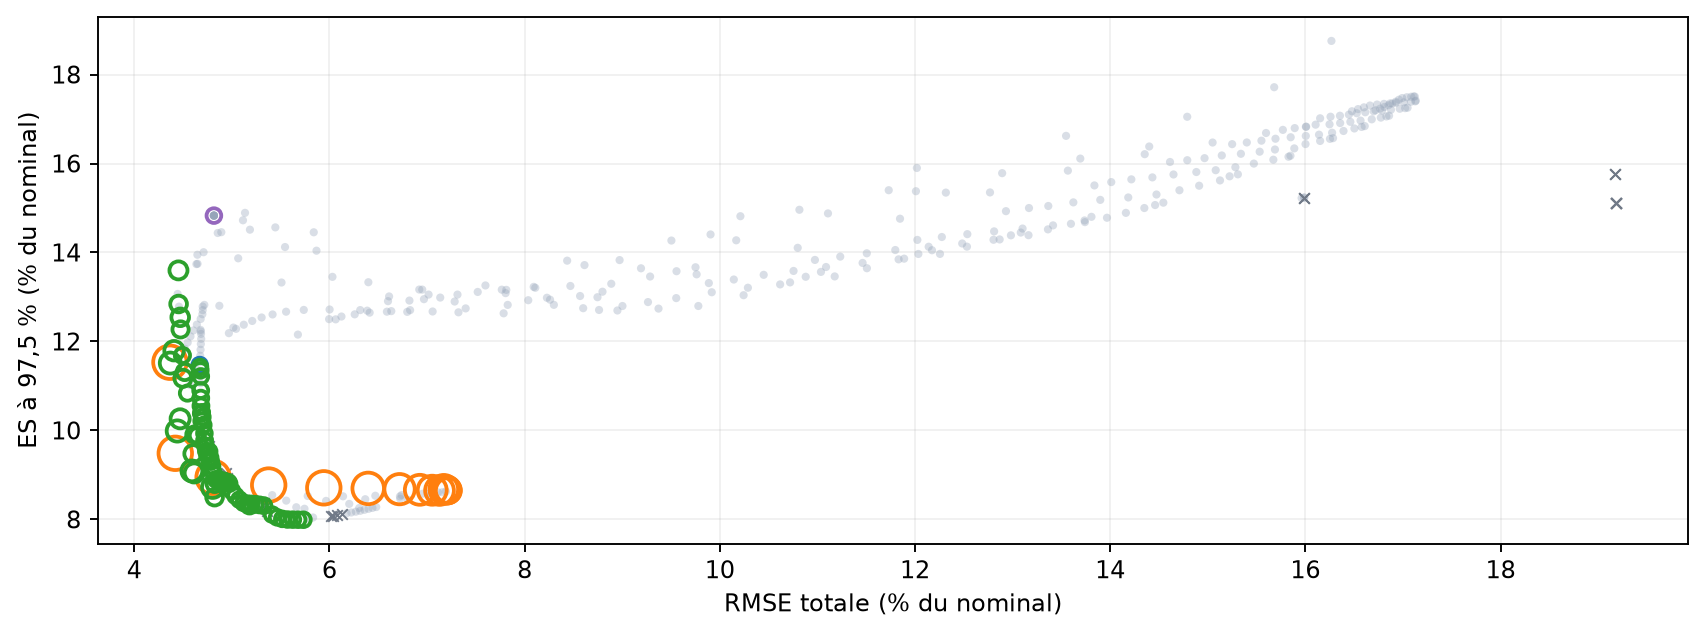 18
16
14
12
10
8
ES à 97,5 % (% du nominal)
4 6 8 10 12 14 16 18
RMSE totale (% du nominal)